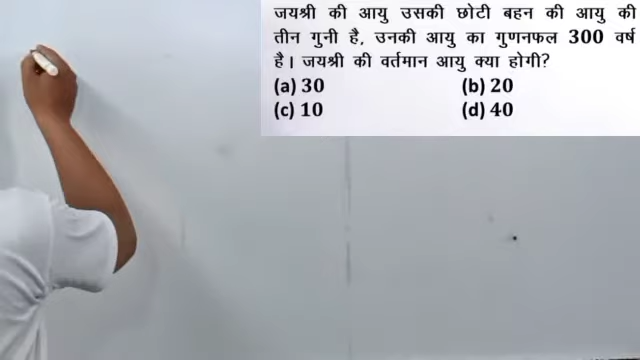 जयश्री की आयु उसकी छोटी बहन की आयु की
तीन गुनी है, उनकी आयु का गुणनफल 300 वर्ष
है। जयश्री की वर्तमान आयु क्या होगी?
(a) 30 (b) 20
(c) 10 (d) 40